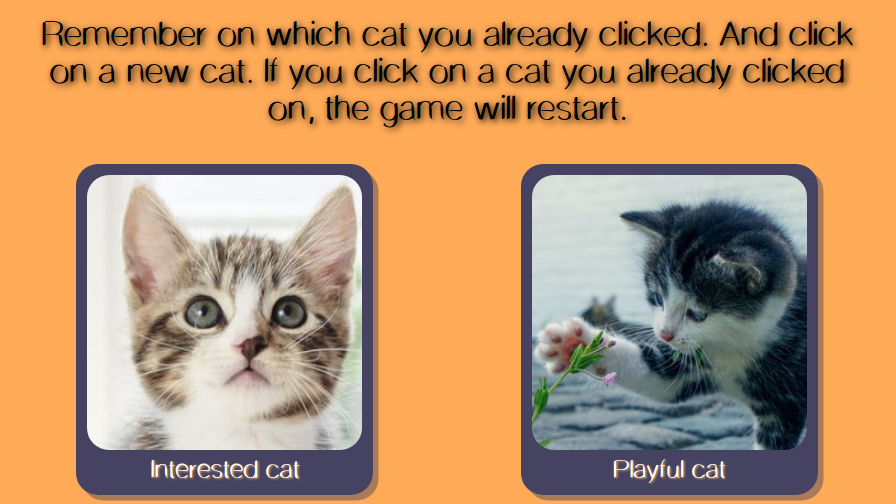 Remember on which cat you already clicked. And click
on a new cat. If you click on a cat you already clicked
on, the game will restart.
Interested cat
Playful cat